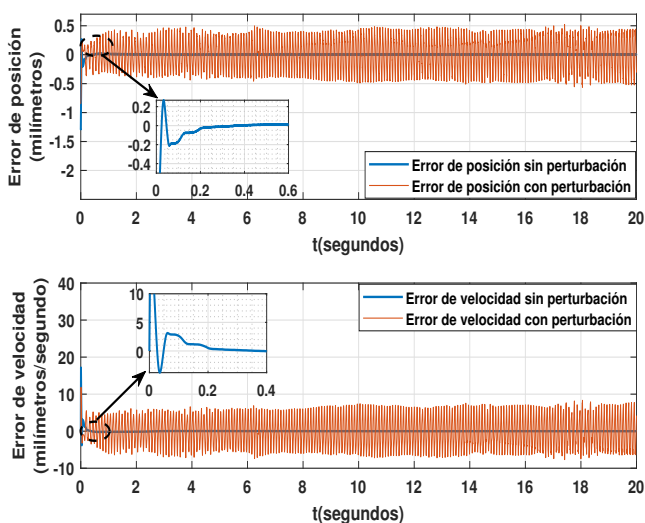 Error de posición
(milímetros)
0.5
0
-0.5
-1
-1.5
-2
0.2
0
-0.2
-0.4
0 0.2 0.4 0.6
Error de posición sin perturbación
Error de posición con perturbación
0 2 4 6 8 10 12 14 16 18 20
t(segundos)
Error de velocidad
(milímetros/segundo)
40
30
20
10
0
-10
10
5
0
0 0.2 0.4
Error de velocidad sin perturbación
Error de velocidad con perturbación
0 2 4 6 8 10 12 14 16 18 20
t(segundos)